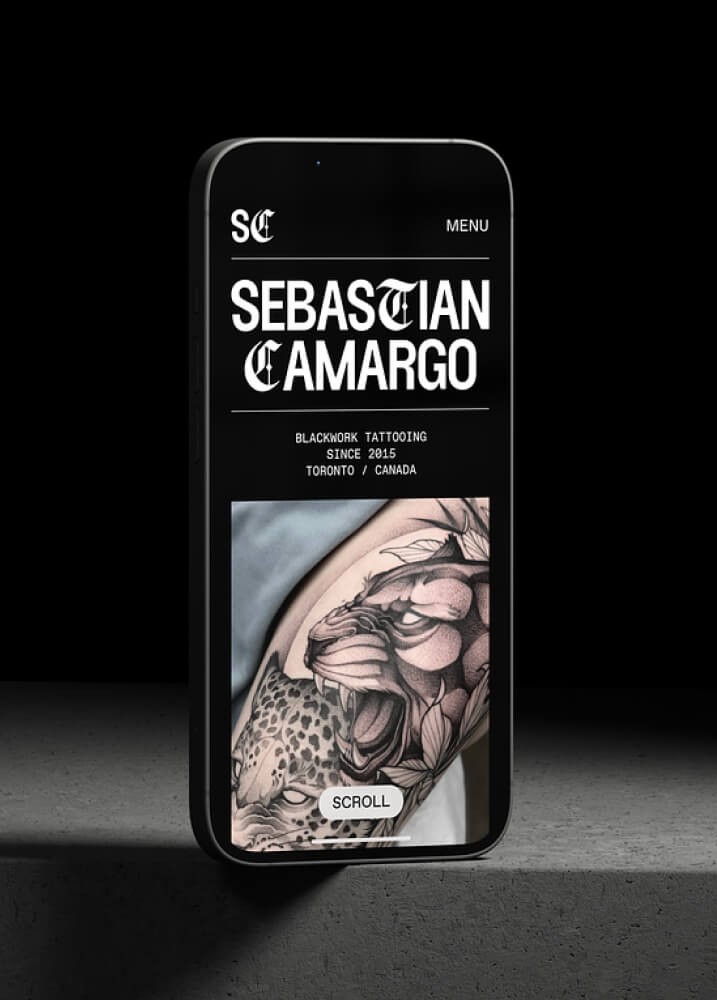 SC
MENU
SEBASTIAN
CAMARGO
BLACKWORK TATTOOING
SINCE 2015
TORONTO / CANADA
SCROLL